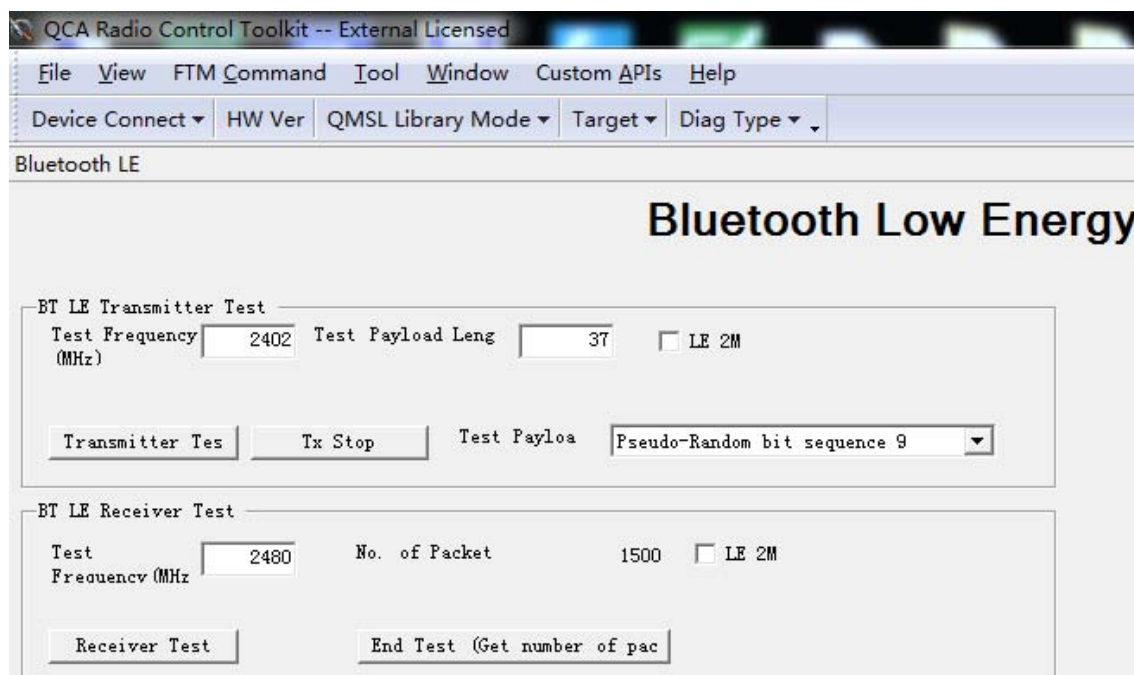 QCA Radio Control Toolkit -- External Licensed
File View FTM Command Tool Window Custom APIs Help
Device Connect HW Ver QMSL Library Mode Target Diag Type
Bluetooth LE
Bluetooth Low Energy
BT LE Transmitter Test
Test Frequency 2402 Test Payload Leng 37 LE 2M
(MHz)
Transmitter Tes Tx Stop Test Payloa Pseudo-Random bit sequence 9
BT LE Receiver Test
Test 2480 No. of Packet 1500 LE 2M
Frequency (MHz
Receiver Test End Test (Get number of pac